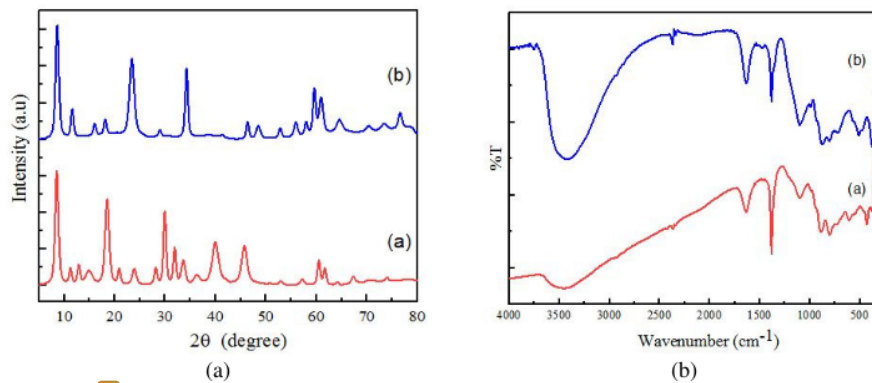 Intensity (a.u)
(b)
(a)
10 20 30 40 50 60 70 80
2θ (degree)
(a)
%T
(b)
(a)
4000 3500 3000 2500 2000 1500 1000 500
Wavenumber (cm-1)
(b)